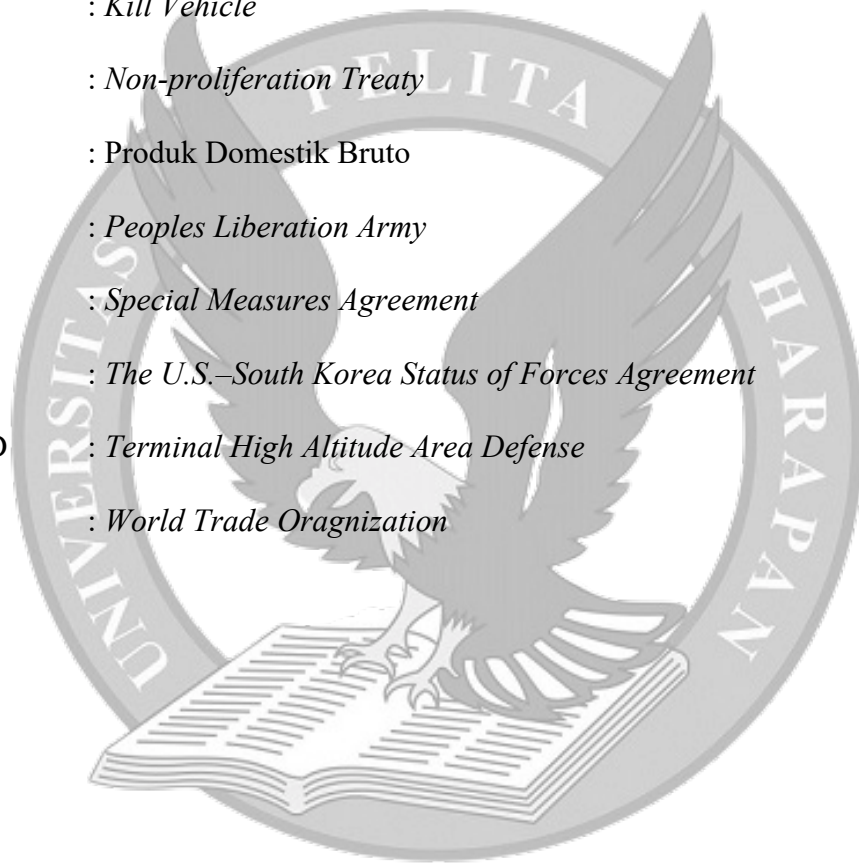 : Kill Vehicle
: Non-proliferation Treaty
: Produk Domestik Bruto
: Peoples Liberation Army
: Special Measures Agreement
: The U.S.–South Korea Status of Forces Agreement
D : Terminal High Altitude Area Defense
: World Trade Oragnization
UNIVERSITAS PELITA HARAPAN